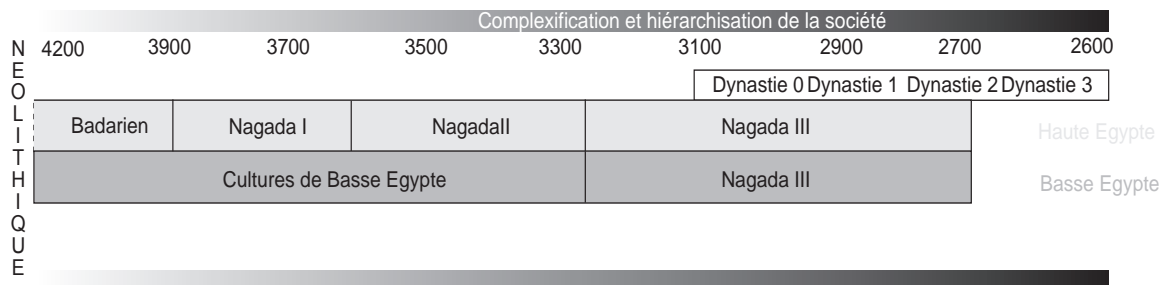 Complexification et hiérarchisation de la société
4200 3900 3700 3500 3300 3100 2900 2700 2600
NEOLITHIQUE
Dynastie 0 Dynastie 1 Dynastie 2 Dynastie 3
Badarien Nagada I NagadaII Nagada III Haute Egypte
Cultures de Basse Egypte Nagada III Basse Egypte